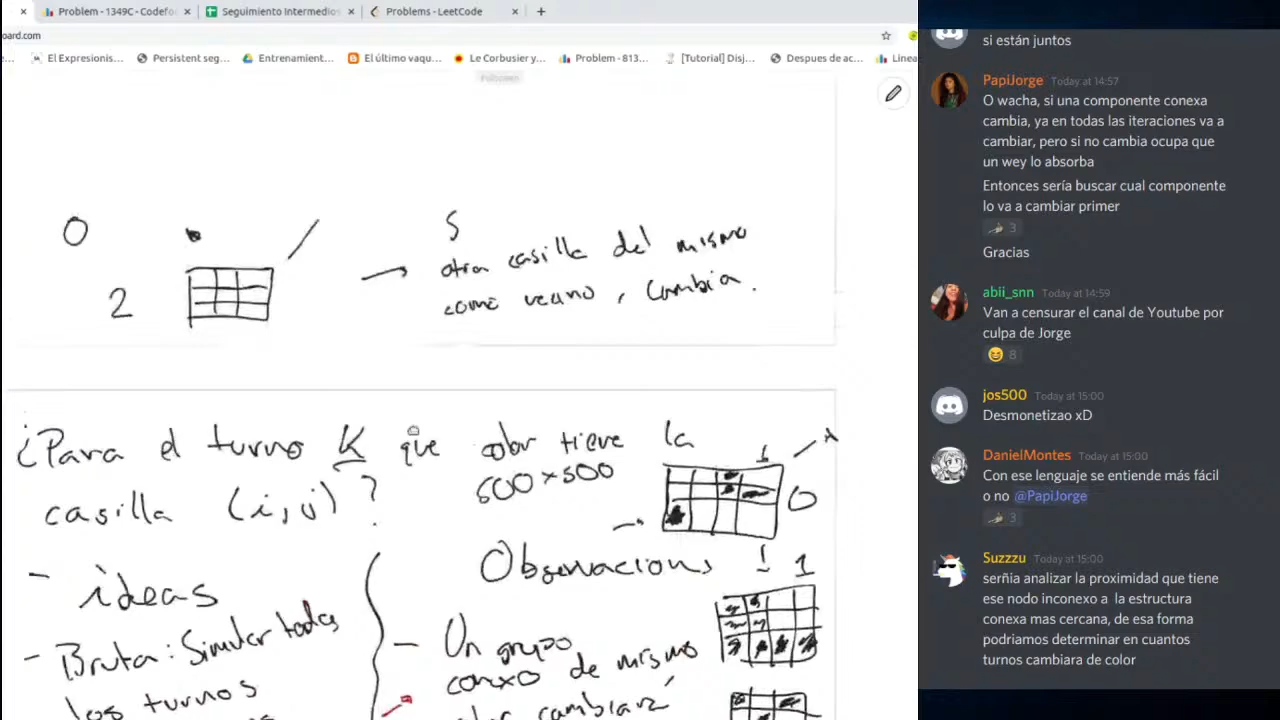 Problem - 1349C - Codefo
Seguimiento Intermedios
Problems - LeetCode
oard.com
El Expresionis...
Persistent seg...
Entrenamient...
El último vaqu...
Le Corbusier y...
Problem - 813...
[Tutorial] Disj...
Despues de ac...
Linea
Fullscreen
0
2
S
otra casilla del mismo
como vecino, cambia.
¿Para el turno K que color tiene la
casilla (i,j)?
500x500
1
0
ideas
Observacions
! 1
- Bruta: Simular todos
los turnos
- Un grupo
conexo de mismo
color cambiará
si están juntos
PapiJorge Today at 14:57
O wacha, si una componente conexa
cambia, ya en todas las iteraciones va a
cambiar, pero si no cambia ocupa que
un wey lo absorba
Entonces sería buscar cual componente
lo va a cambiar primer
3
Gracias
abii_snn Today at 14:59
Van a censurar el canal de Youtube por
culpa de Jorge
8
jos500 Today at 15:00
Desmonetizao xD
DanielMontes Today at 15:00
Con ese lenguaje se entiende más fácil
o no @PapiJorge
3
Suzzzu Today at 15:00
serñia analizar la proximidad que tiene
ese nodo inconexo a la estructura
conexa mas cercana, de esa forma
podriamos determinar en cuantos
turnos cambiara de color